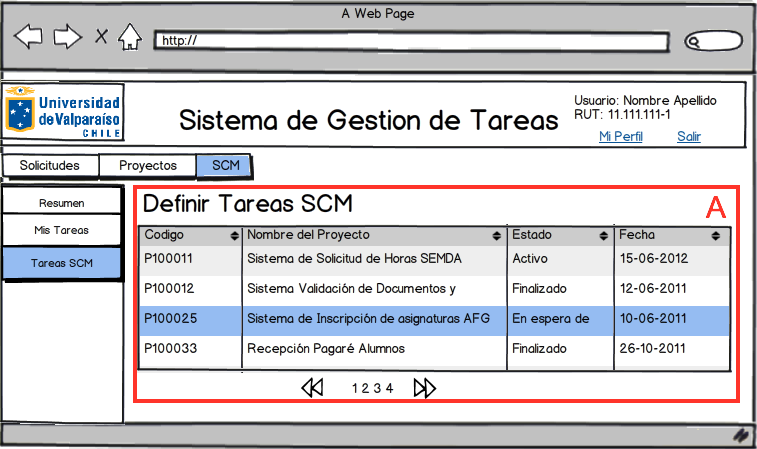 A Web Page
http://
Universidad
de Valparaíso
CHILE
Sistema de Gestion de Tareas
Usuario: Nombre Apellido
RUT: 11.111.111-1
Mi Perfil Salir
Solicitudes Proyectos SCM
Resumen
Mis Tareas
Tareas SCM
Definir Tareas SCM
A
Codigo Nombre del Proyecto Estado Fecha
P100011 Sistema de Solicitud de Horas SEMDA Activo 15-06-2012
P100012 Sistema Validación de Documentos y Finalizado 12-06-2011
P100025 Sistema de Inscripción de asignaturas AFG En espera de 10-06-2011
P100033 Recepción Pagaré Alumnos Finalizado 26-10-2011
1 2 3 4